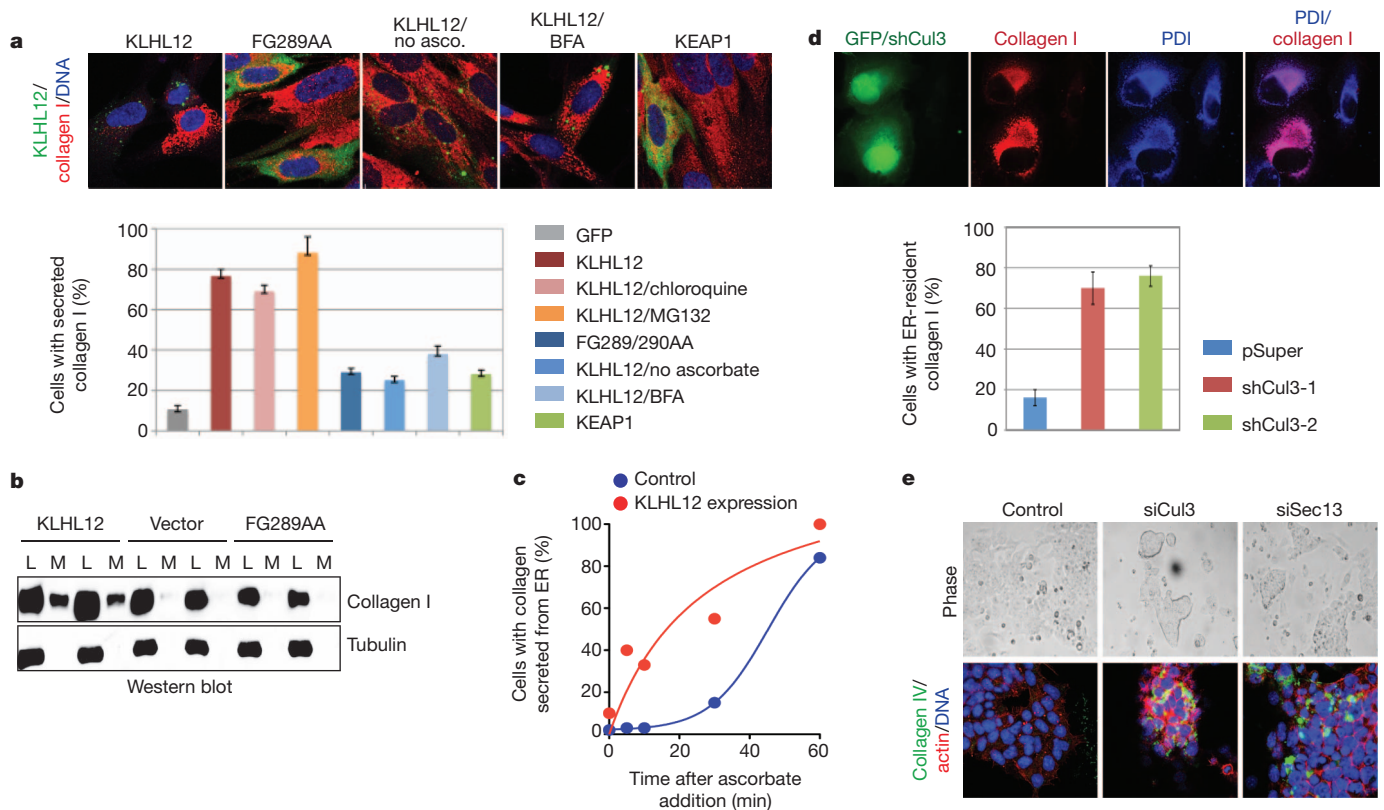 a
KLHL12
FG289AA
KLHL12/
no asco.
KLHL12/
BFA
KEAP1
KLHL12/
collagen I/DNA
Cells with secreted
collagen I (%)
100
80
60
40
20
0
GFP
KLHL12
KLHL12/chloroquine
KLHL12/MG132
FG289/290AA
KLHL12/no ascorbate
KLHL12/BFA
KEAP1
b
KLHL12
Vector
FG289AA
L M L M L M L M L M L M
Collagen I
Tubulin
Western blot
c
Control
KLHL12 expression
Cells with collagen
secreted from ER (%)
100
80
60
40
20
0
0 20 40 60
Time after ascorbate
addition (min)
d
GFP/shCul3
Collagen I
PDI
PDI/
collagen I
Cells with ER-resident
collagen I (%)
100
80
60
40
20
0
pSuper
shCul3-1
shCul3-2
e
Control
siCul3
siSec13
Phase
Collagen IV/
actin/DNA